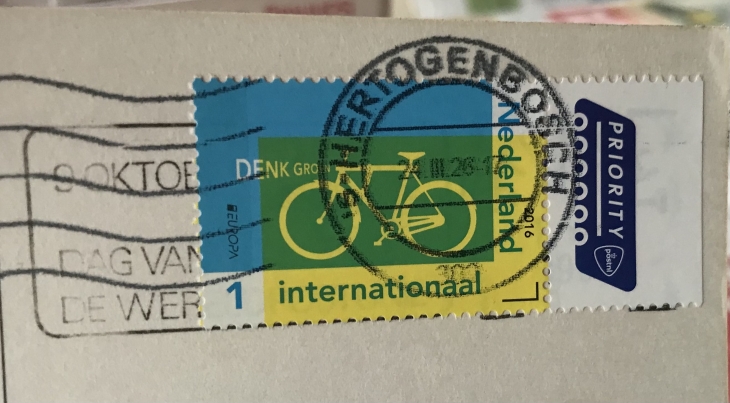 'S HERTOGENBOSCH
9 OKTOBE
DAG VAN
DE WER
DENK GROEN
EUROPA
Nederland
2016
1 internationaal
PRIORITY
postnl